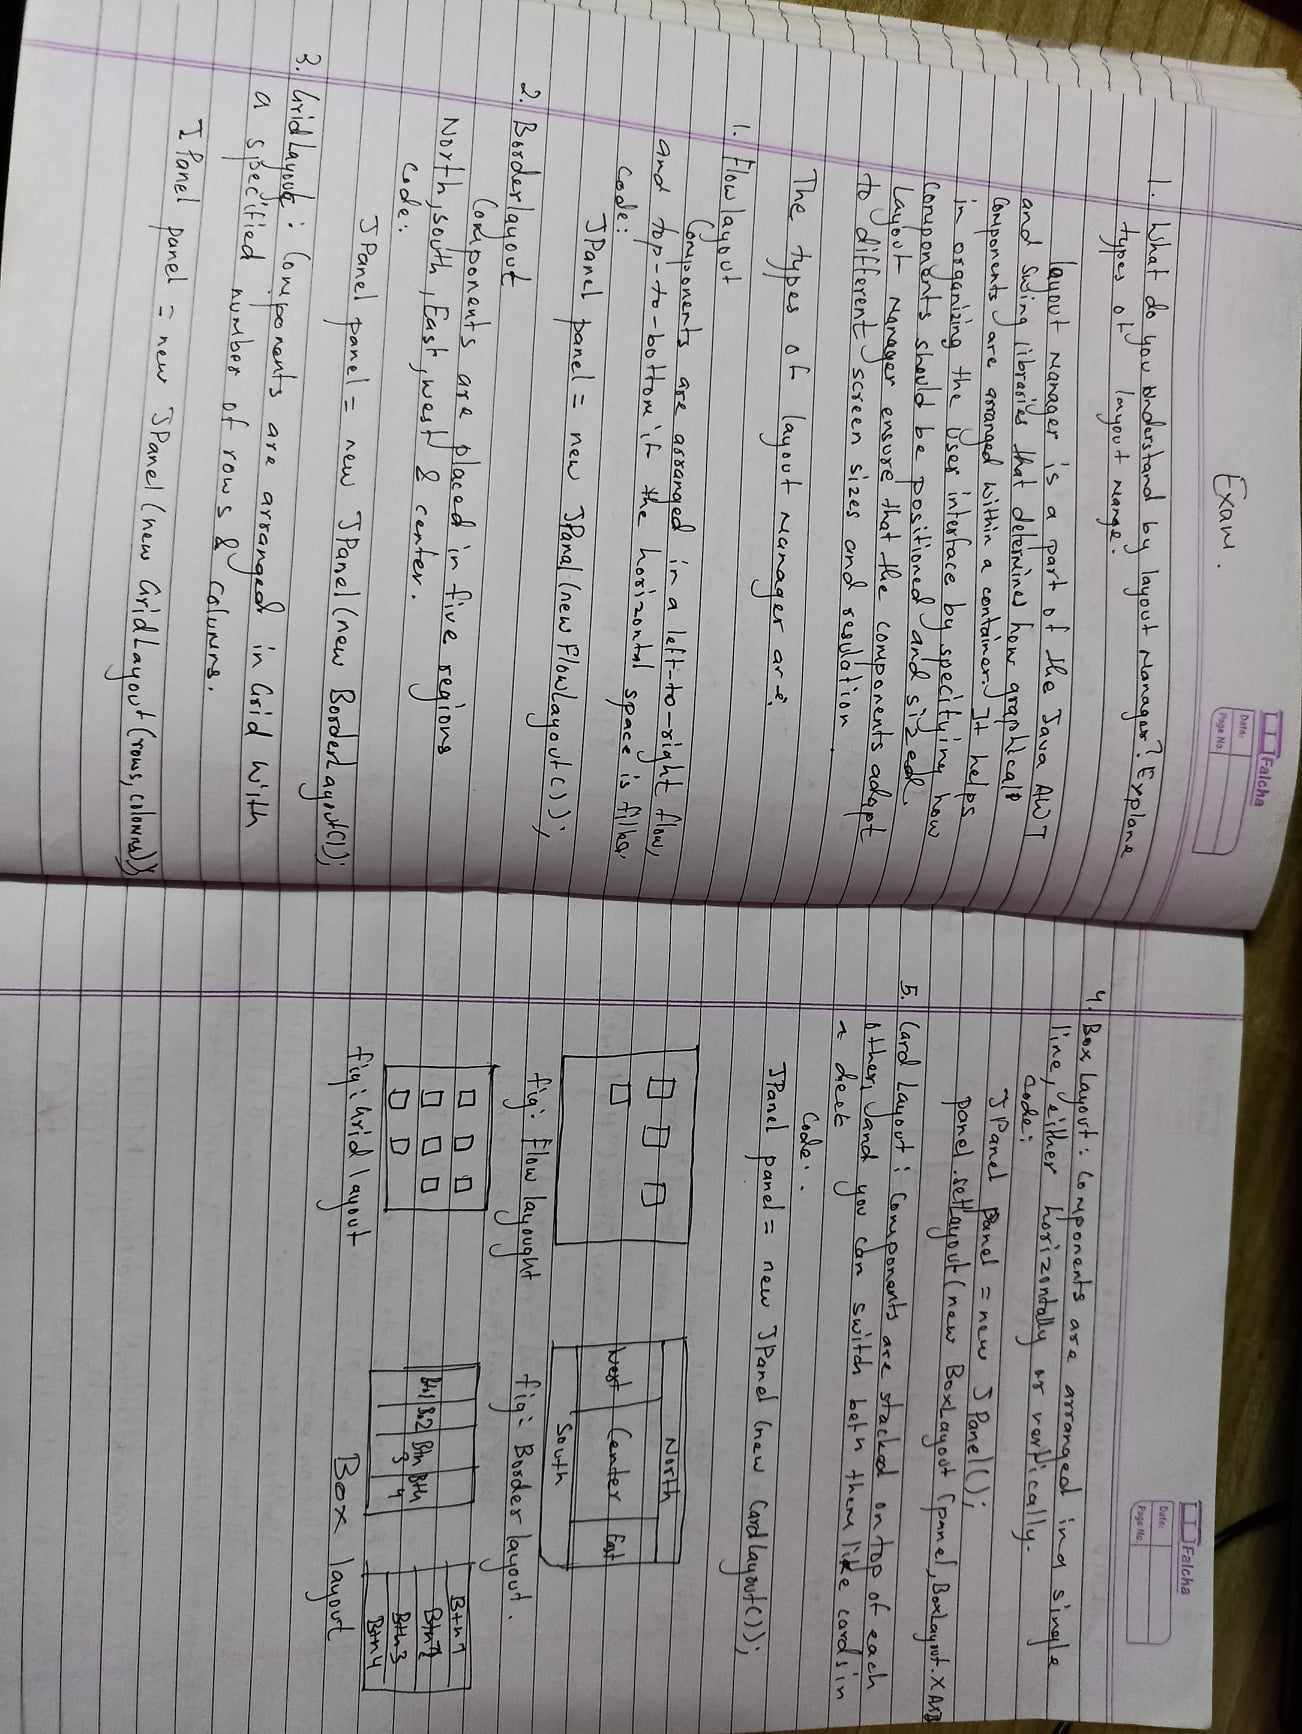 Exam.
Falcha
Date:
Page No.
1. What do you understand by layout Manager? Explane
types of layout mange.
layout Manager is a part of the Java AWT
and swing libraries that determines how graphical
components are arranged within a container. It helps
in organizing the user interface by specifying how
components should be positioned and sized.
Layout Manager ensure that the components adapt
to different screen sizes and resulation.
The types of layout Manager are:
1. Flowlayout
Components are arranged in a left-to-right flow,
and top-to-bottom if the horizontal space is
Code:
JPanel panel = new JPanel(new FlowLayout());
2. Borderlayout
Components are placed in five regions
North, south, East, west & center.
Code:
JPanel panel = new JPanel(new BorderLayout());
3. GridLayout: Components are arranged in Grid with
a specified number of rows & columns.
JPanel panel = new JPanel(new GridLayout(rows, columns));
Falcha
Date:
Page No.
4. BoxLayout: Components are arranged in a single
line, either horizontally or vertically.
Code:
JPanel panel = new JPanel();
panel.setlayout(new BoxLayout(panel, BoxLayout.
5. Card Layout: Components are stacked on top of each
other, and you can switch betn them like cards in
a deck
Code:
JPanel panel = new JPanel(new CardLayout());
fig: Flow layought
North
West Center East
South
fig: Border layout.
fig: Grid layout
Btn1 Bn2 Btn 3 Btn 4
Btn1
Btn2
Btn3
Btn4
Box layout